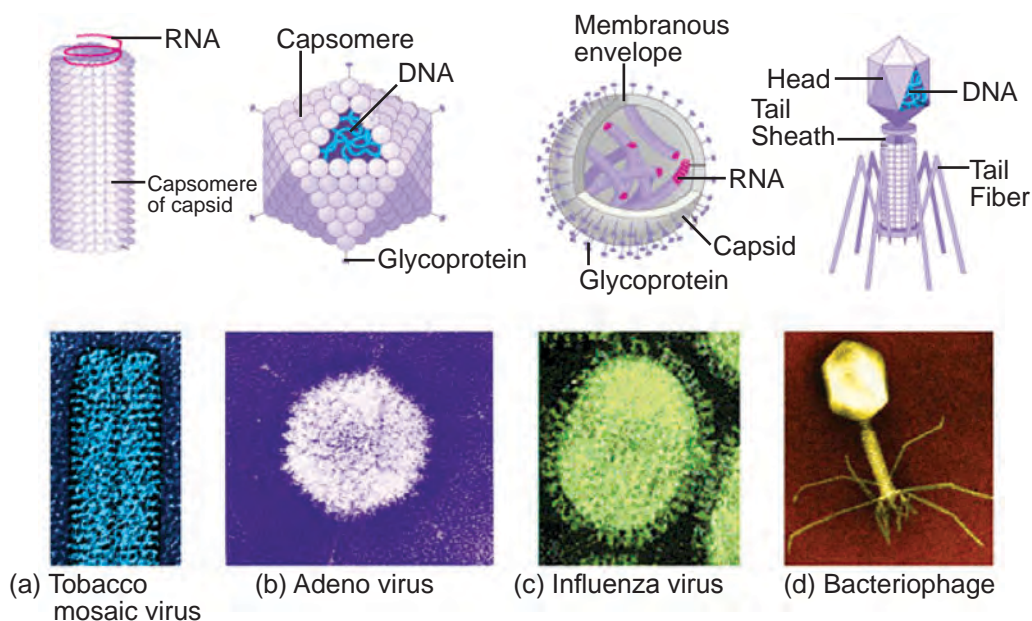 RNA
Capsomere
of capsid
Capsomere
DNA
Glycoprotein
Membranous
envelope
RNA
Capsid
Glycoprotein
Head
DNA
Tail
Sheath
Tail
Fiber
(a) Tobacco
mosaic virus
(b) Adeno virus
(c) Influenza virus
(d) Bacteriophage